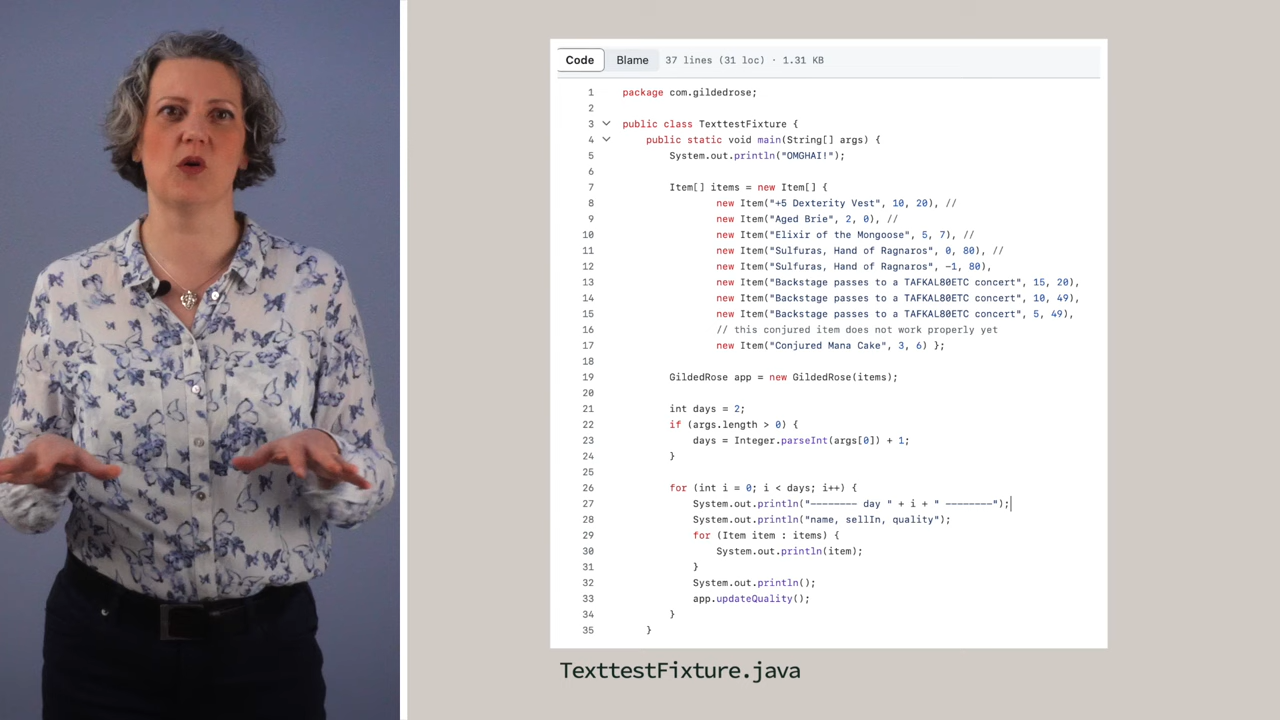 Code Blame 37 lines (31 loc) · 1.31 KB
1 package com.gildedrose;
2
3 public class TexttestFixture {
4 public static void main(String[] args) {
5 System.out.println("OMGHAI!");
6
7 Item[] items = new Item[] {
8 new Item("+5 Dexterity Vest", 10, 20), //
9 new Item("Aged Brie", 2, 0), //
10 new Item("Elixir of the Mongoose", 5, 7), //
11 new Item("Sulfuras, Hand of Ragnaros", 0, 80), //
12 new Item("Sulfuras, Hand of Ragnaros", -1, 80),
13 new Item("Backstage passes to a TAFKAL80ETC concert", 15, 20),
14 new Item("Backstage passes to a TAFKAL80ETC concert", 10, 49),
15 new Item("Backstage passes to a TAFKAL80ETC concert", 5, 49),
16 // this conjured item does not work properly yet
17 new Item("Conjured Mana Cake", 3, 6) };
18
19 GildedRose app = new GildedRose(items);
20
21 int days = 2;
22 if (args.length > 0) {
23 days = Integer.parseInt(args[0]) + 1;
24 }
25
26 for (int i = 0; i < days; i++) {
27 System.out.println("-------- day " + i + " --------");
28 System.out.println("name, sellIn, quality");
29 for (Item item : items) {
30 System.out.println(item);
31 }
32 System.out.println();
33 app.updateQuality();
34 }
35 }
TexttestFixture.java